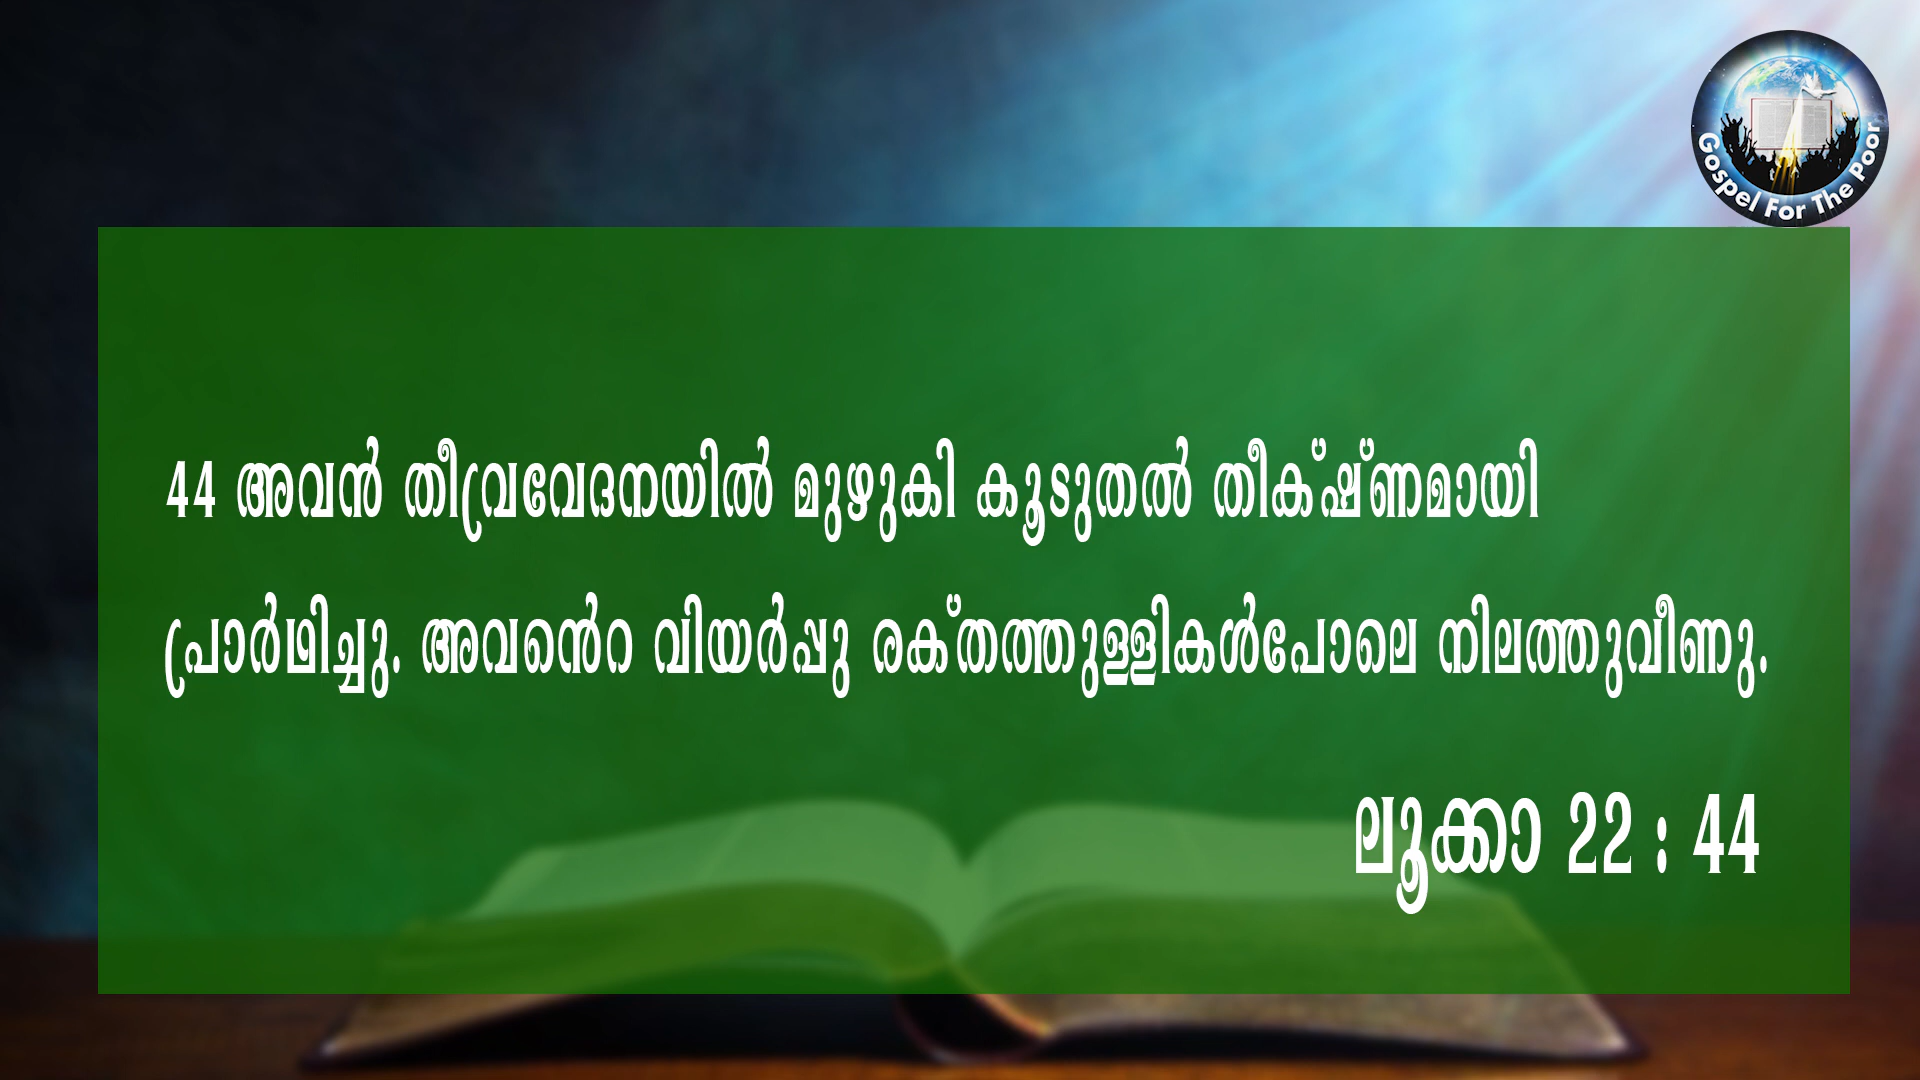 Gospel For The Poor
44 അവൻ തീവ്രവേദനയിൽ മുഴുകി കൂടുതൽ തീക്ഷ്ണമായി
പ്രാർഥിച്ചു. അവൻെറ വിയർപ്പു രക്തത്തുള്ളികൾപോലെ നിലത്തുവീണു.
ലൂക്കാ 22 : 44